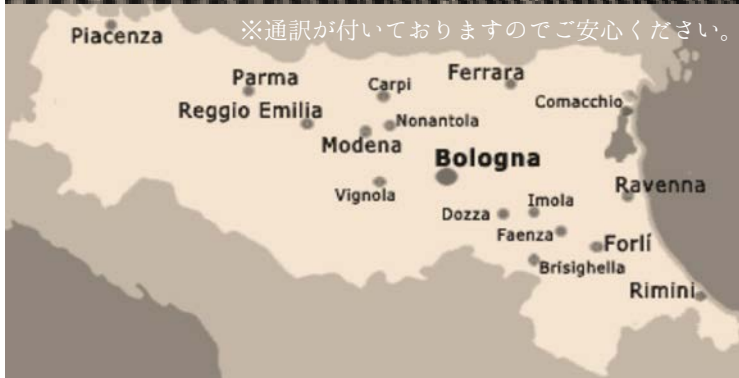 ※通訳が付いておりますのでご安心ください。
Piacenza
Parma
Carpi
Ferrara
Comacchio
Reggio Emilia
Nonantola
Modena
Bologna
Vignola
Ravenna
Imola
Dozza
Faenza
Forlí
Brisighella
Rimini